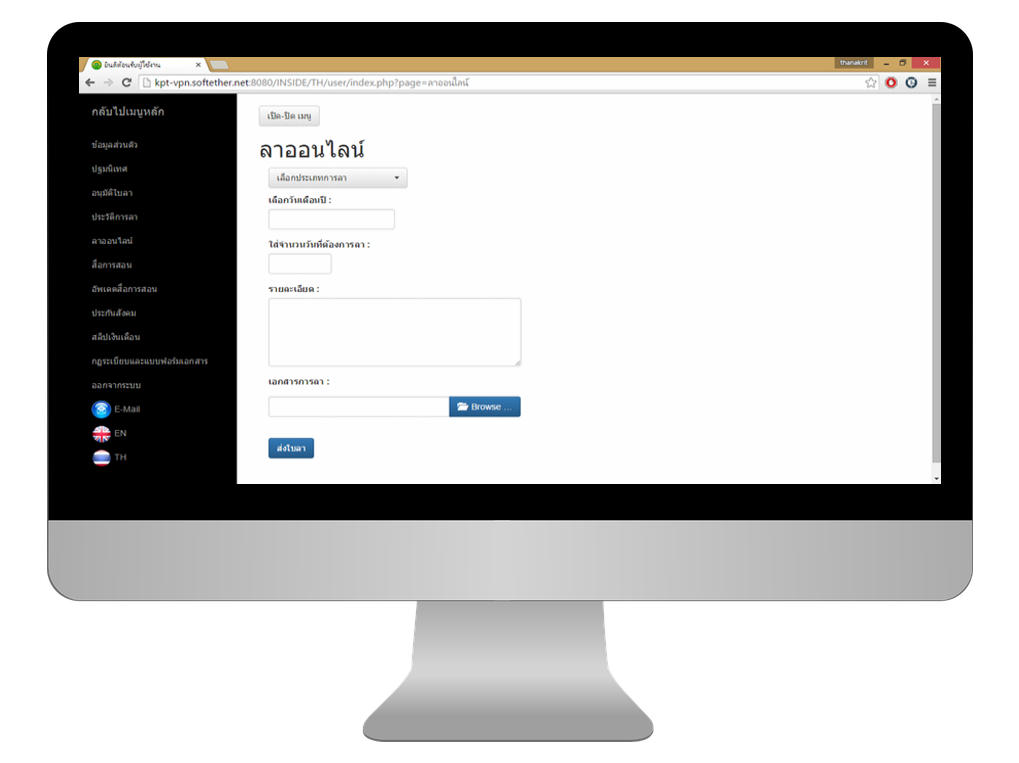 ยินดีต้อนรับผู้ใช้งาน
thanakrit
kpt-vpn.softether.net:8080/INSIDE/TH/user/index.php?page=ลาออนไลน์
กลับไปเมนูหลัก
ข้อมูลส่วนตัว
ปฐมนิเทศ
อนุมัติใบลา
ประวัติการลา
ลาออนไลน์
สื่อการสอน
อัพเดตสื่อการสอน
ประกันสังคม
สลิปเงินเดือน
กฎระเบียบและแบบฟอร์มเอกสาร
ออกจากระบบ
E-Mail
EN
TH
เปิด-ปิด เมนู
ลาออนไลน์
เลือกประเภทการลา
เลือกวันเดือนปี :
ใส่จำนวนวันที่ต้องการลา :
รายละเอียด :
เอกสารการลา :
Browse ...
ส่งใบลา